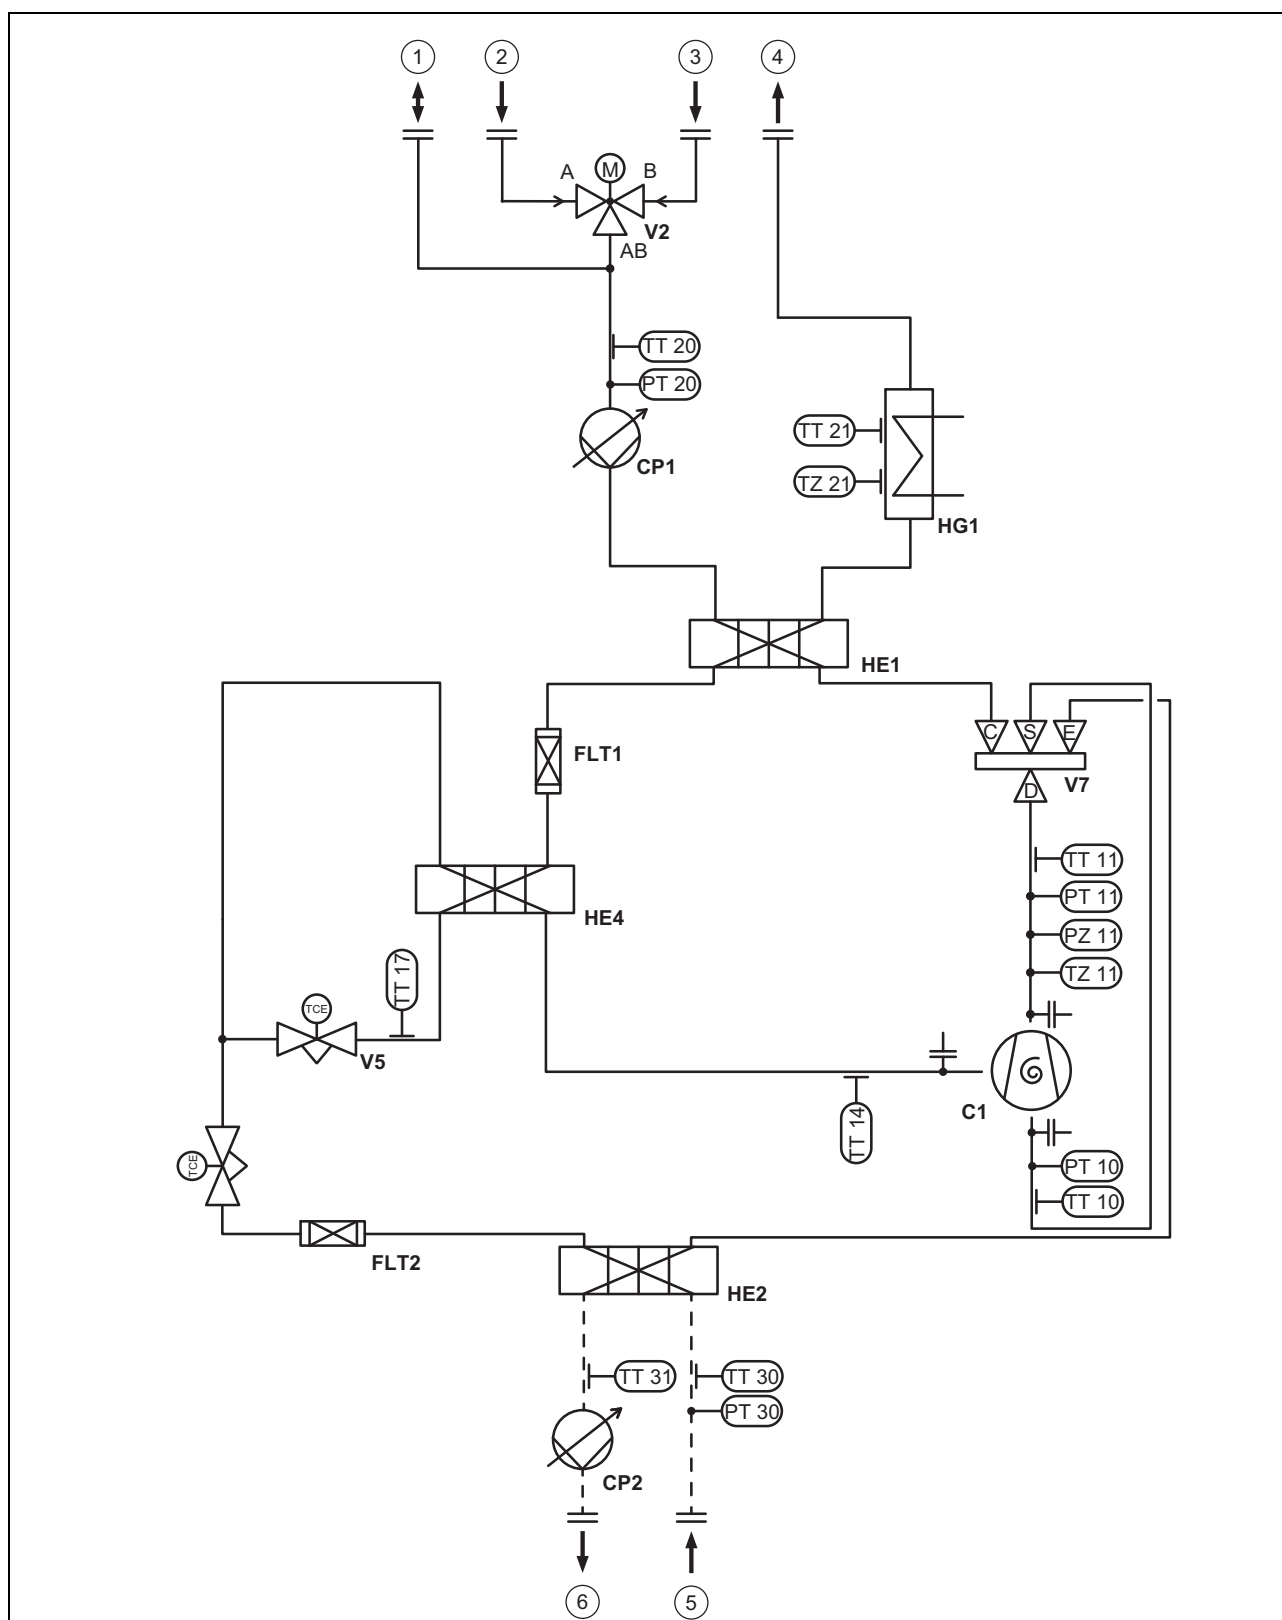 1
2
3
4
M
A
B
V2
AB
TT 20
PT 20
TT 21
CP1
TZ 21
HG1
HE1
C
S
E
FLT1
V7
D
TT 11
PT 11
HE4
PZ 11
TT 17
TZ 11
TCE
V5
C1
TT 14
TCE
PT 10
TT 10
FLT2
HE2
TT 31
TT 30
PT 30
CP2
6
5